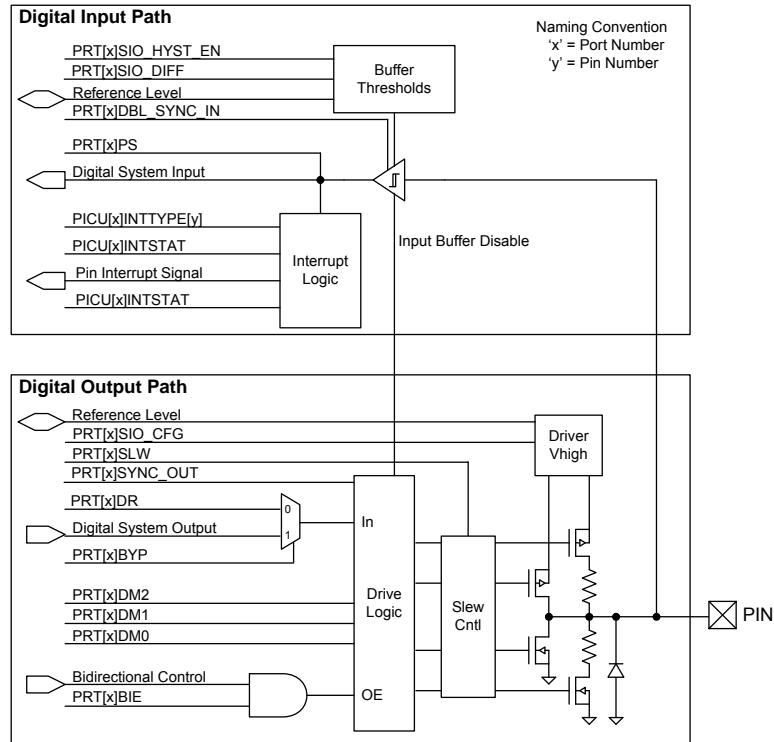 Digital Input Path
Naming Convention
'x' = Port Number
'y' = Pin Number
PRT[x]SIO_HYST_EN
PRT[x]SIO_DIFF
Reference Level
PRT[x]DBL_SYNC_IN
Buffer
Thresholds
PRT[x]PS
Digital System Input
PICU[x]INTTYPE[y]
PICU[x]INTSTAT
Pin Interrupt Signal
PICU[x]INTSTAT
Interrupt
Logic
Input Buffer Disable
Digital Output Path
Reference Level
PRT[x]SIO_CFG
PRT[x]SLW
PRT[x]SYNC_OUT
Driver
Vhigh
PRT[x]DR
Digital System Output
PRT[x]BYP
0
1
In
PRT[x]DM2
PRT[x]DM1
PRT[x]DM0
Drive
Logic
Slew
Cntl
PIN
Bidirectional Control
PRT[x]BIE
OE